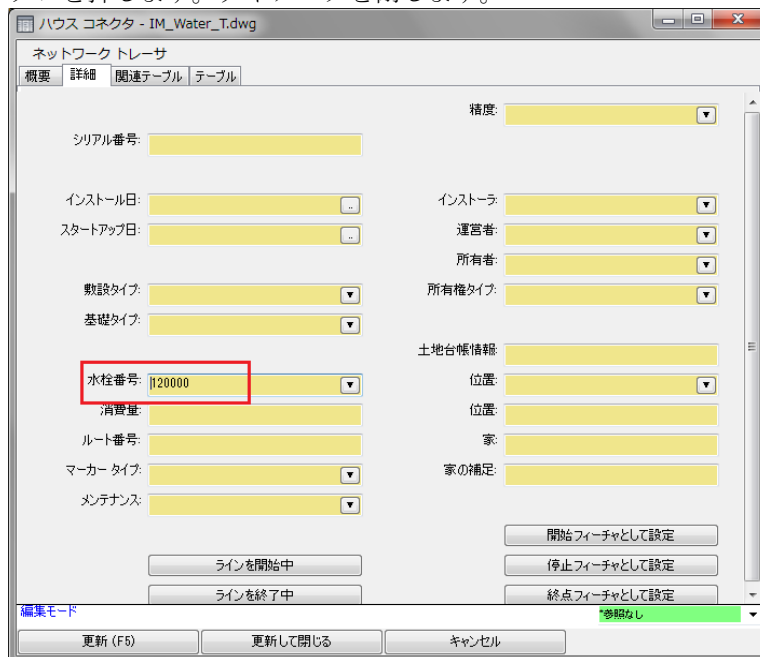 ハウス コネクタ - IM_Water_T.dwg
ネットワーク トレーサ
概要 詳細 関連テーブル テーブル
精度:
シリアル番号:
インストール日: .. インストーラ:
スタートアップ日: .. 運営者:
所有者:
敷設タイプ: 所有権タイプ:
基礎タイプ:
土地台帳情報:
水栓番号: 120000 位置:
消費量: 位置:
ルート番号: 家:
マーカー タイプ: 家の補足:
メンテナンス:
開始フィーチャとして設定
ラインを開始中 停止フィーチャとして設定
ラインを終了中 終点フィーチャとして設定
編集モード *参照なし
更新 (F5) 更新して閉じる キャンセル